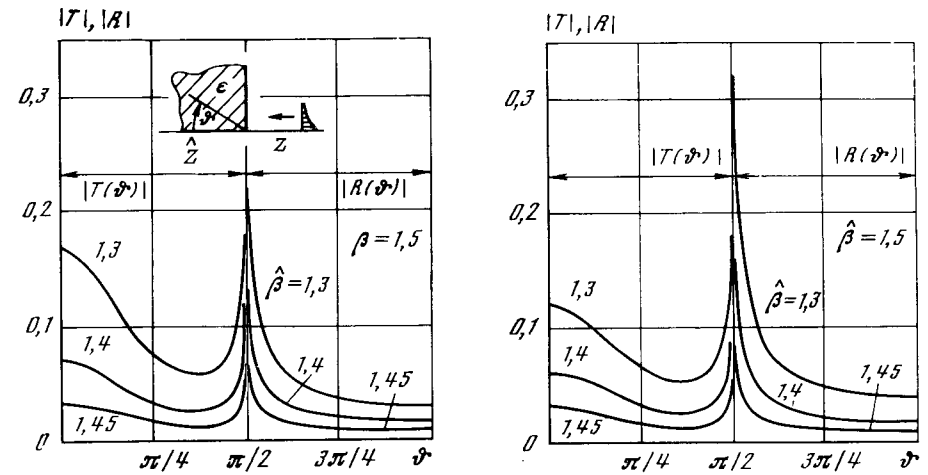 |T|, |R|
0,3
0,2
0,1
0
ε
ϑ
Ẑ
Z
|T(ϑ)|
|R(ϑ)|
β = 1,5
1,3
β̂ = 1,3
1,4
1,4
1,45
1,45
π/4
π/2
3π/4
ϑ
|T|, |R|
0,3
0,2
0,1
0
|T(ϑ)|
|R(ϑ)|
β̂ = 1,5
1,3
β̂ = 1,3
1,4
1,45
1,4
1,45
π/4
π/2
3π/4
ϑ